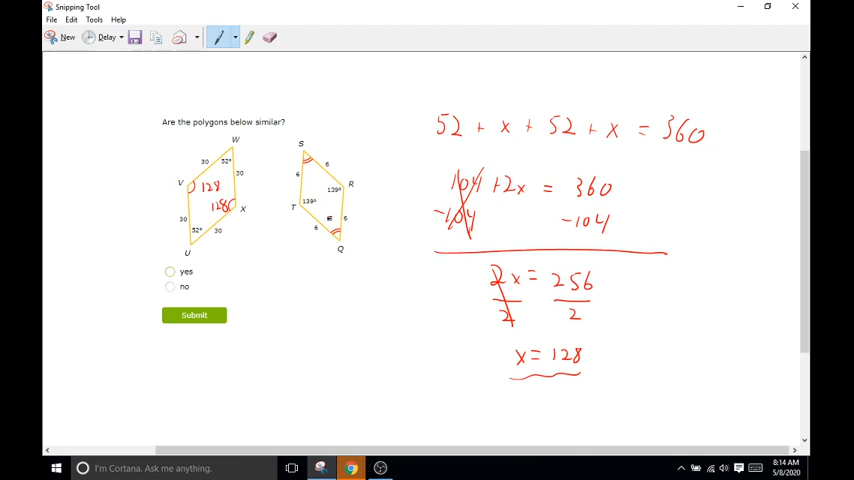 Snipping Tool
File Edit Tools Help
New Delay
Are the polygons below similar?
52 + x + 52 + x = 360
W
S
30 52°
6
30
6
V 128
139° R
104 + 2x = 360
128 X
T 139°
-104 -104
30
6
52° 30
6
U
Q
yes
2x = 256
no
2 2
Submit
x = 128
I'm Cortana. Ask me anything.
8:14 AM
5/8/2020